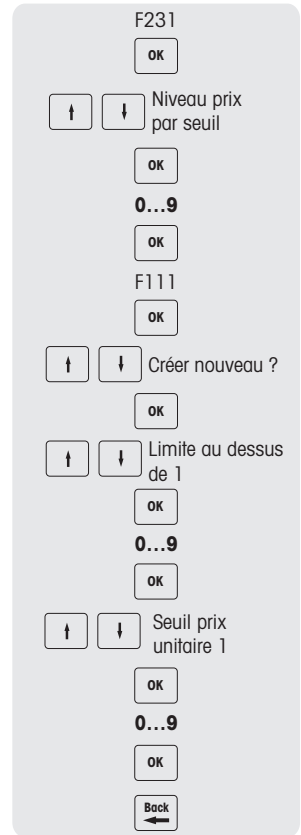 F231
OK
Niveau prix
par seuil
OK
0...9
OK
F111
OK
Créer nouveau ?
OK
Limite au dessus
de 1
OK
0...9
OK
Seuil prix
unitaire 1
OK
0...9
OK
Back